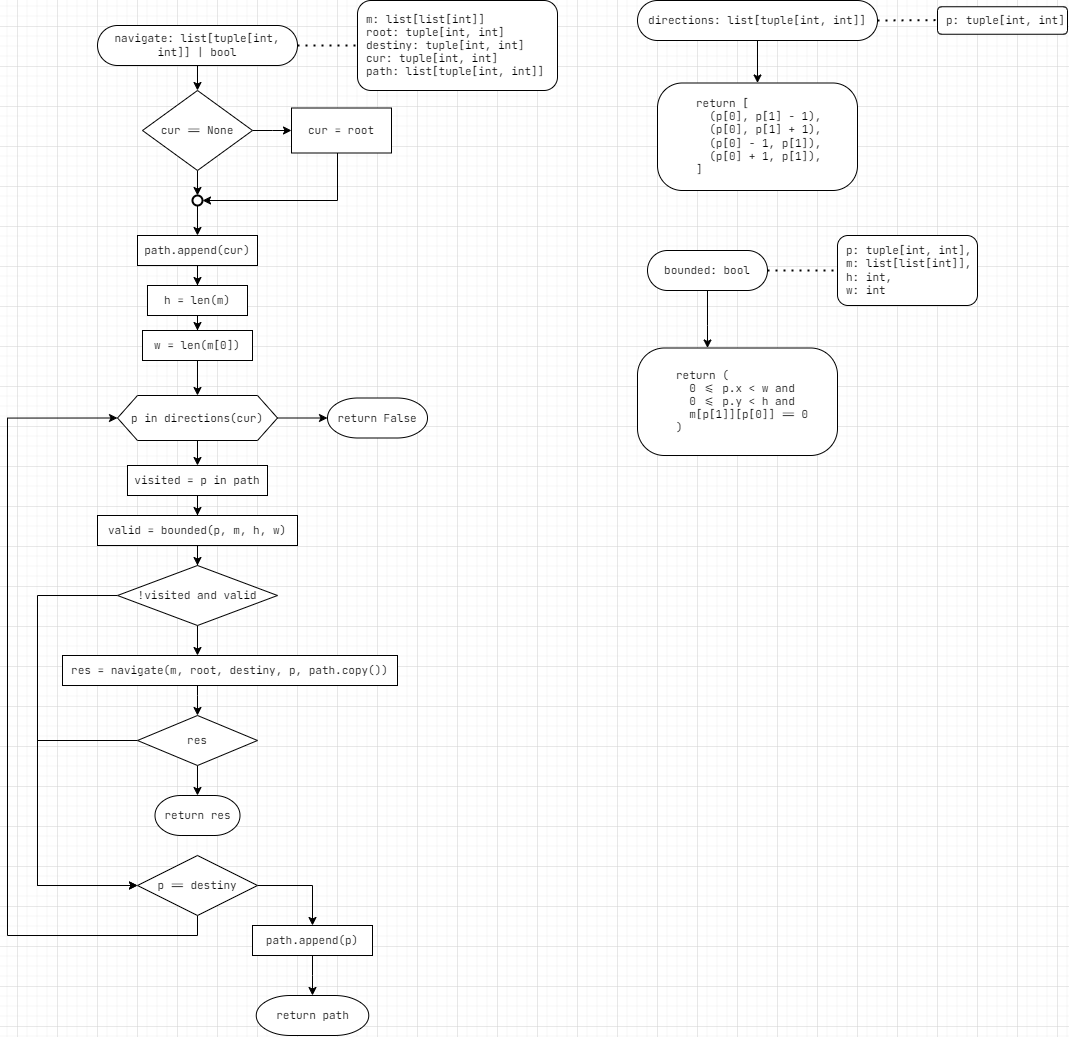 navigate: list[tuple[int,
int]] | bool
m: list[list[int]]
root: tuple[int, int]
destiny: tuple[int, int]
cur: tuple[int, int]
path: list[tuple[int, int]]
cur == None
cur = root
path.append(cur)
h = len(m)
w = len(m[0])
p in directions(cur)
return False
visited = p in path
valid = bounded(p, m, h, w)
!visited and valid
res = navigate(m, root, destiny, p, path.copy())
res
return res
p == destiny
path.append(p)
return path
directions: list[tuple[int, int]]
p: tuple[int, int]
return [
(p[0], p[1] - 1),
(p[0], p[1] + 1),
(p[0] - 1, p[1]),
(p[0] + 1, p[1]),
]
bounded: bool
p: tuple[int, int],
m: list[list[int]],
h: int,
w: int
return (
0 <= p.x < w and
0 <= p.y < h and
m[p[1]][p[0]] == 0
)